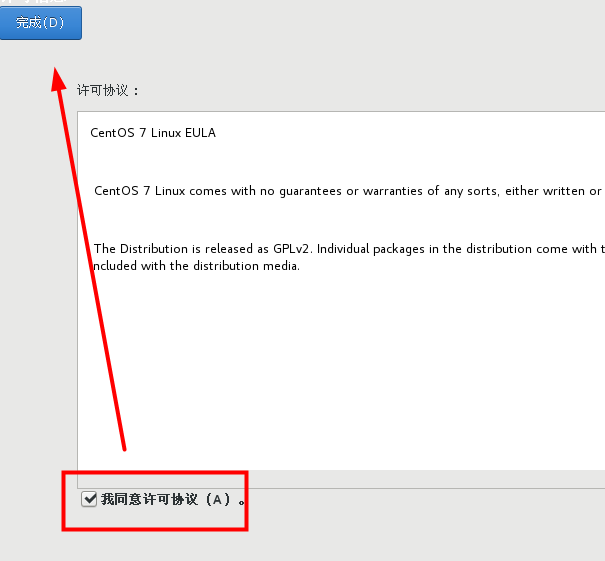 完成(D)
许可协议：
CentOS 7 Linux EULA
CentOS 7 Linux comes with no guarantees or warranties of any sorts, either written or
The Distribution is released as GPLv2. Individual packages in the distribution come with
ncluded with the distribution media.
我同意许可协议（A）。